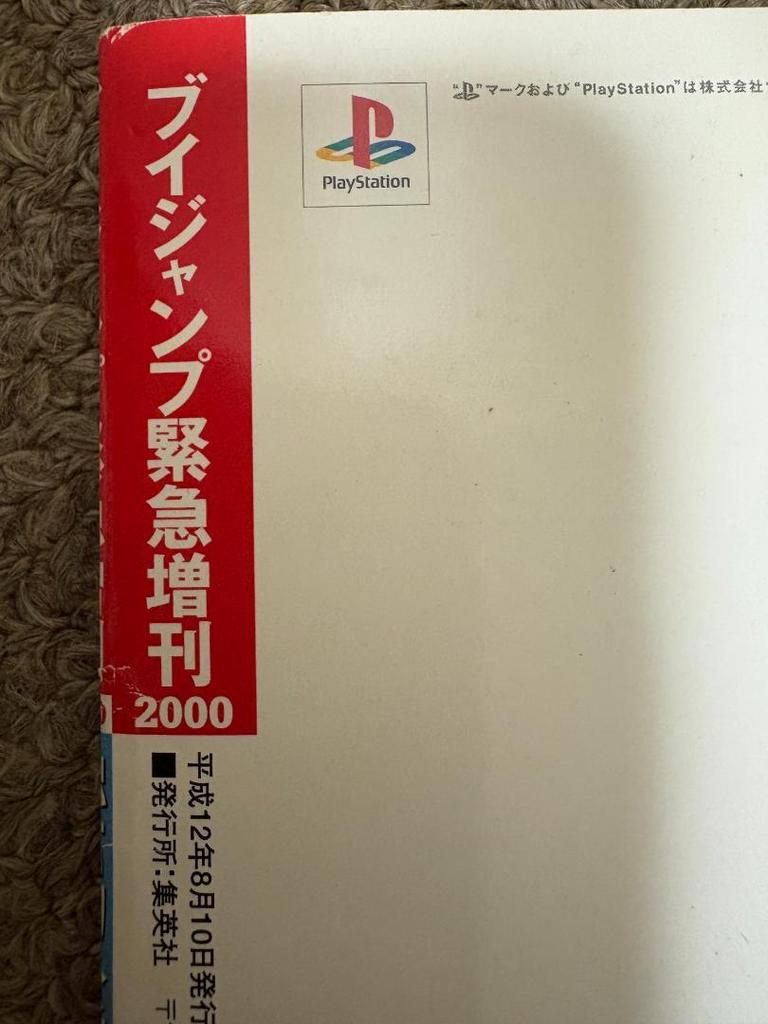 ブイジャンプ緊急増刊
2000
PlayStation
"PS"マークおよび"PlayStation"は株式会社
平成12年8月10日発行
■発行所:集英社 〒